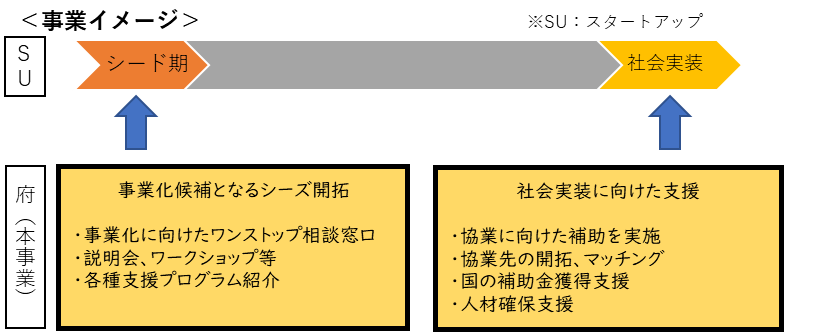 ＜事業イメージ＞
※SU：スタートアップ
SU
シード期
社会実装
府（本事業）
事業化候補となるシーズ開拓
・事業化に向けたワンストップ相談窓口
・説明会、ワークショップ等
・各種支援プログラム紹介
社会実装に向けた支援
・協業に向けた補助を実施
・協業先の開拓、マッチング
・国の補助金獲得支援
・人材確保支援